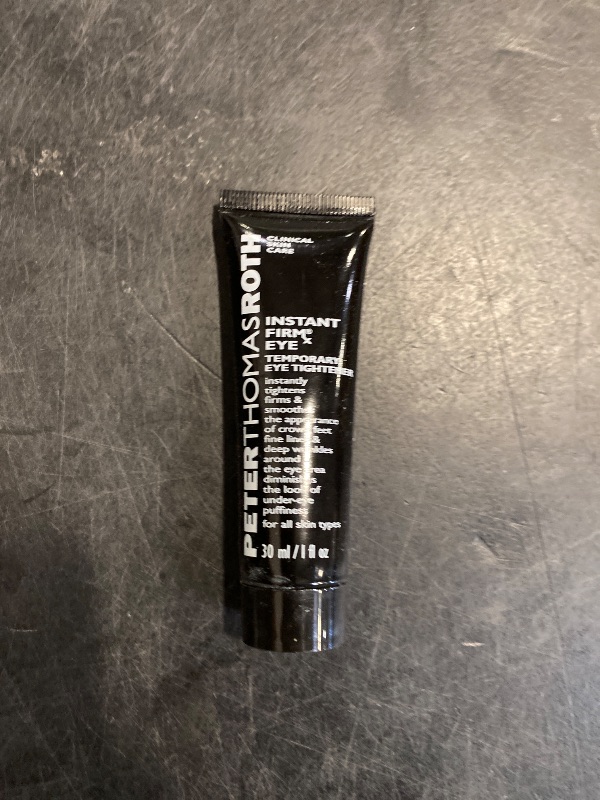 PETERTHOMASROTH
CLINICAL
SKIN
CARE
INSTANT
FIRMx®
EYE
TEMPORARY
EYE TIGHTENER
instantly
tightens
firms &
smoothes
the appearance
of crows feet
fine lines &
deep wrinkles
around
the eye area
diminishes
the look of
under-eye
puffiness
for all skin types
30 ml / 1 fl oz